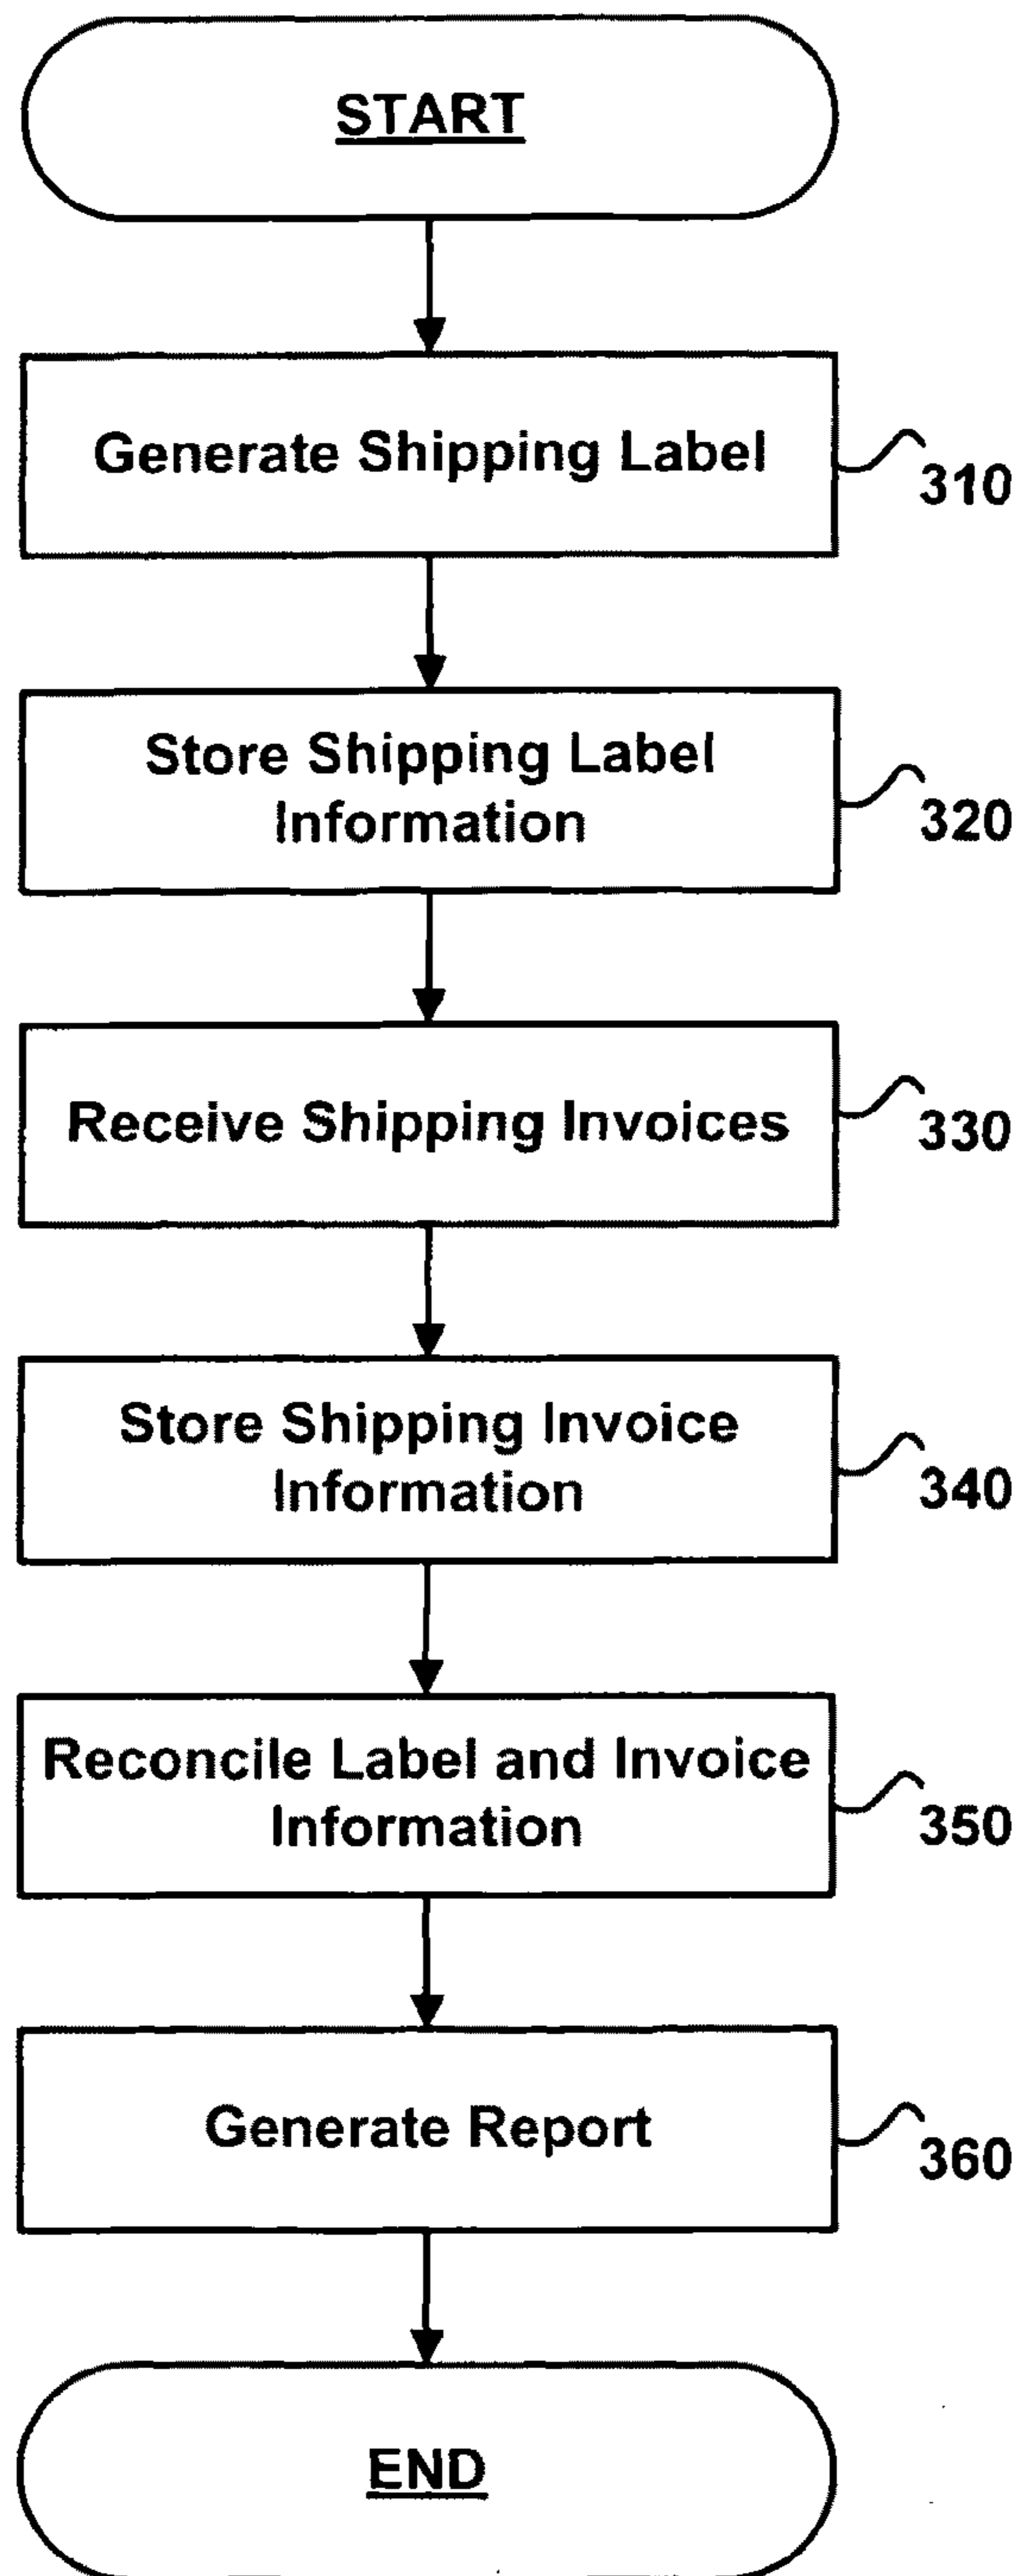 START
Generate Shipping Label
310
Store Shipping Label
Information
320
Receive Shipping Invoices
330
Store Shipping Invoice
Information
340
Reconcile Label and Invoice
Information
350
Generate Report
360
END